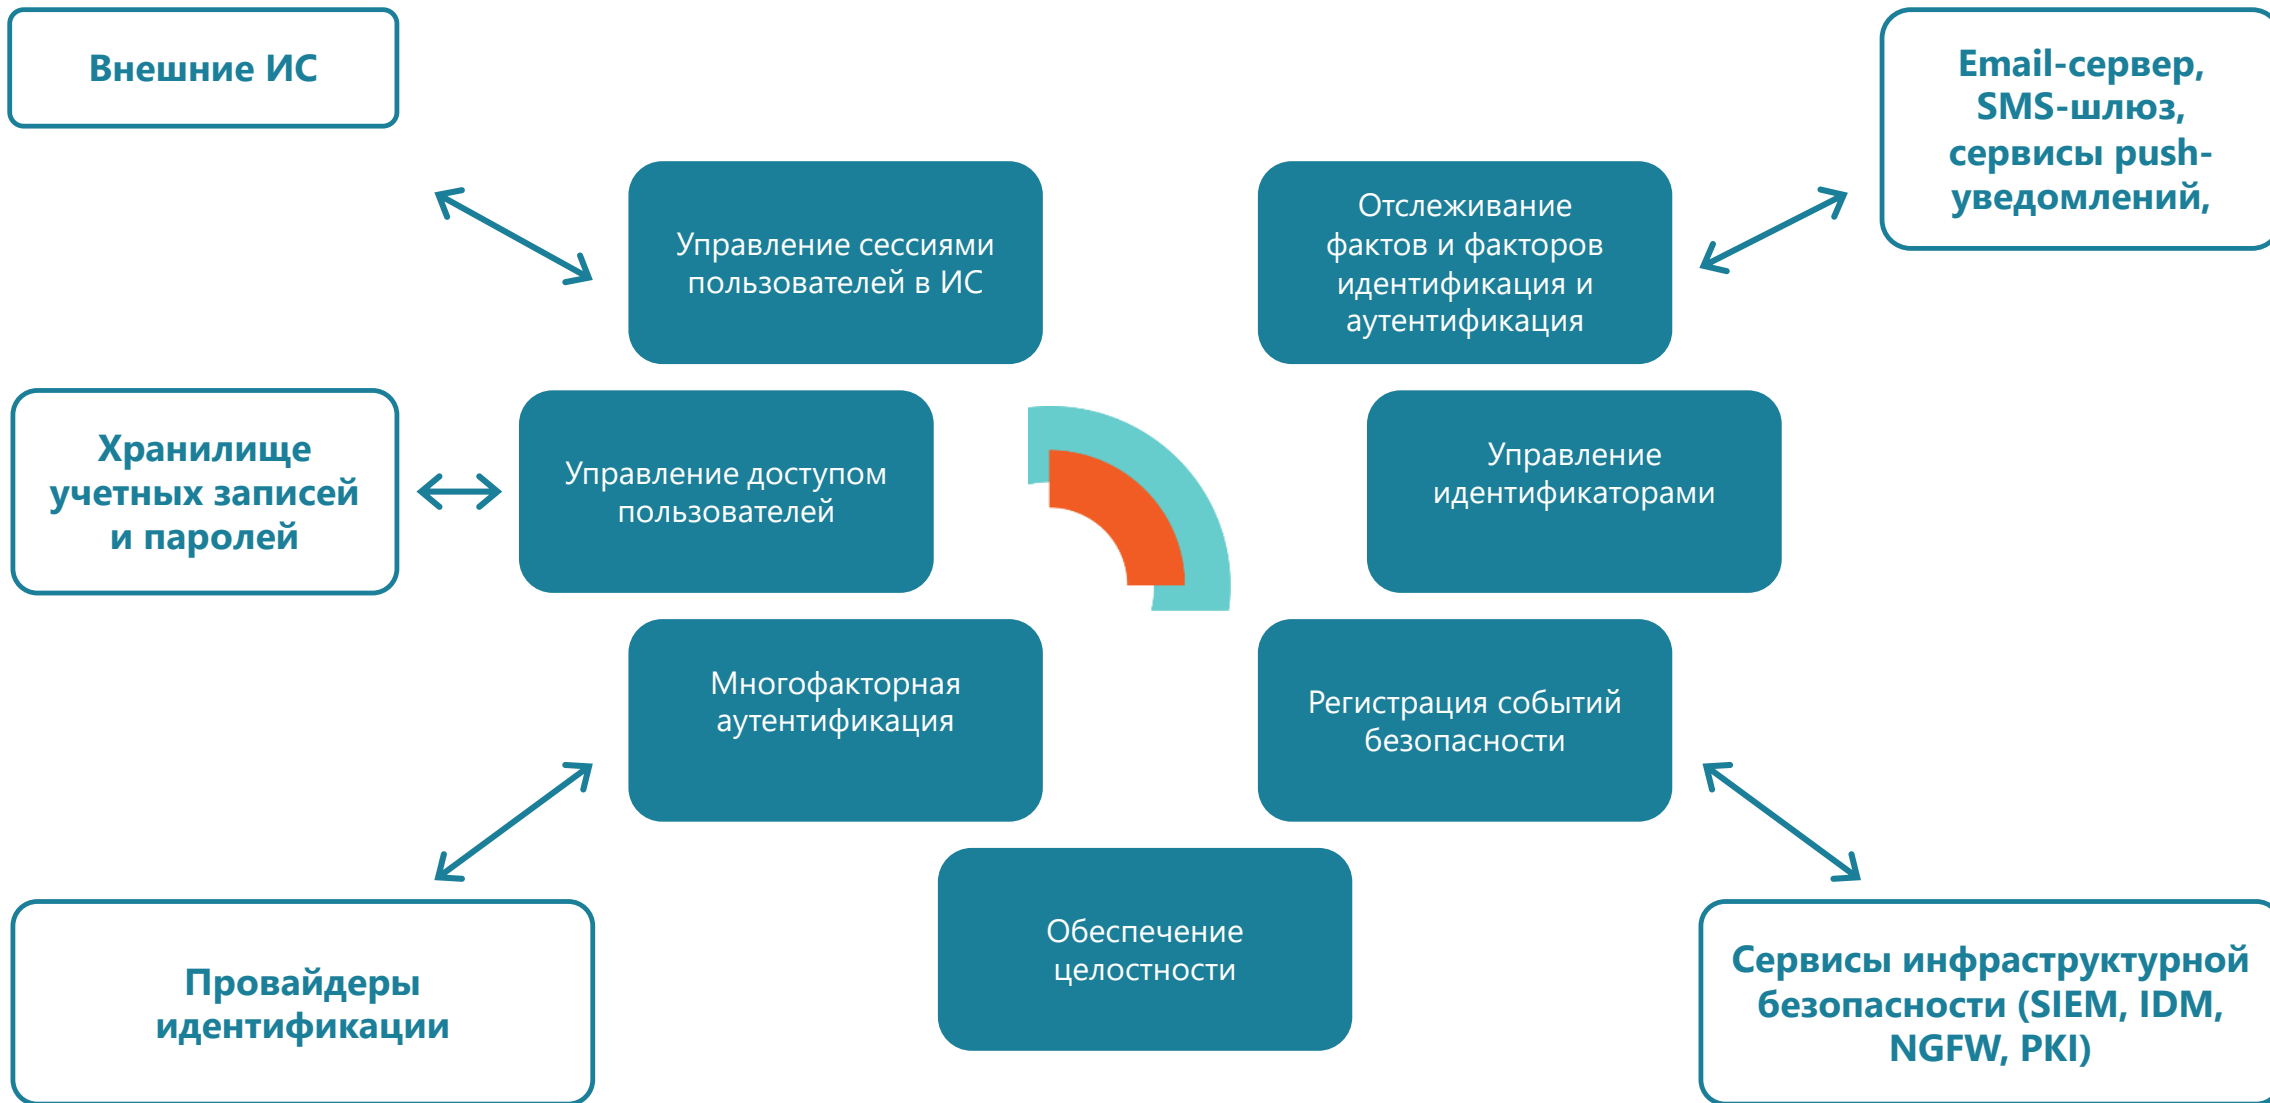 Внешние ИС
Email-сервер,
SMS-шлюз,
сервисы push-
уведомлений,
Управление сессиями
пользователей в ИС
Отслеживание
фактов и факторов
идентификация и
аутентификация
Хранилище
учетных записей
и паролей
Управление доступом
пользователей
Управление
идентификаторами
Многофакторная
аутентификация
Регистрация событий
безопасности
Обеспечение
целостности
Провайдеры
идентификации
Сервисы инфраструктурной
безопасности (SIEM, IDM,
NGFW, PKI)